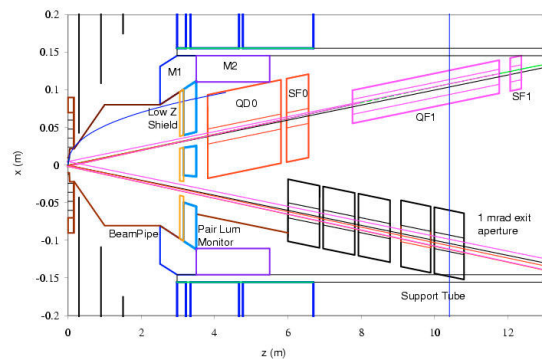 0.2
0.15
0.1
0.05
0
-0.05
-0.1
-0.15
-0.2
x (m)
M1
M2
Low Z
Shield
QD0
SF0
QF1
SF1
BeamPipe
Pair Lum
Monitor
1 mrad exit
aperture
Support Tube
0
2
4
6
8
10
12
z (m)